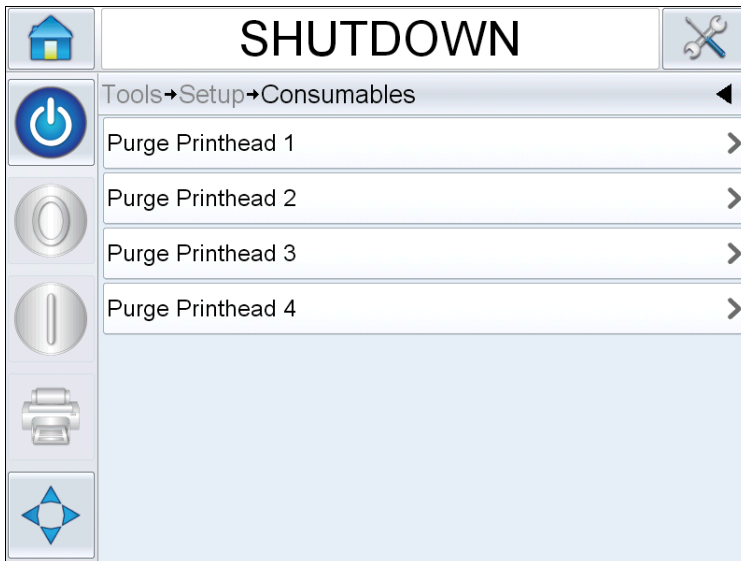 SHUTDOWN
Tools→Setup→Consumables
Purge Printhead 1
Purge Printhead 2
Purge Printhead 3
Purge Printhead 4